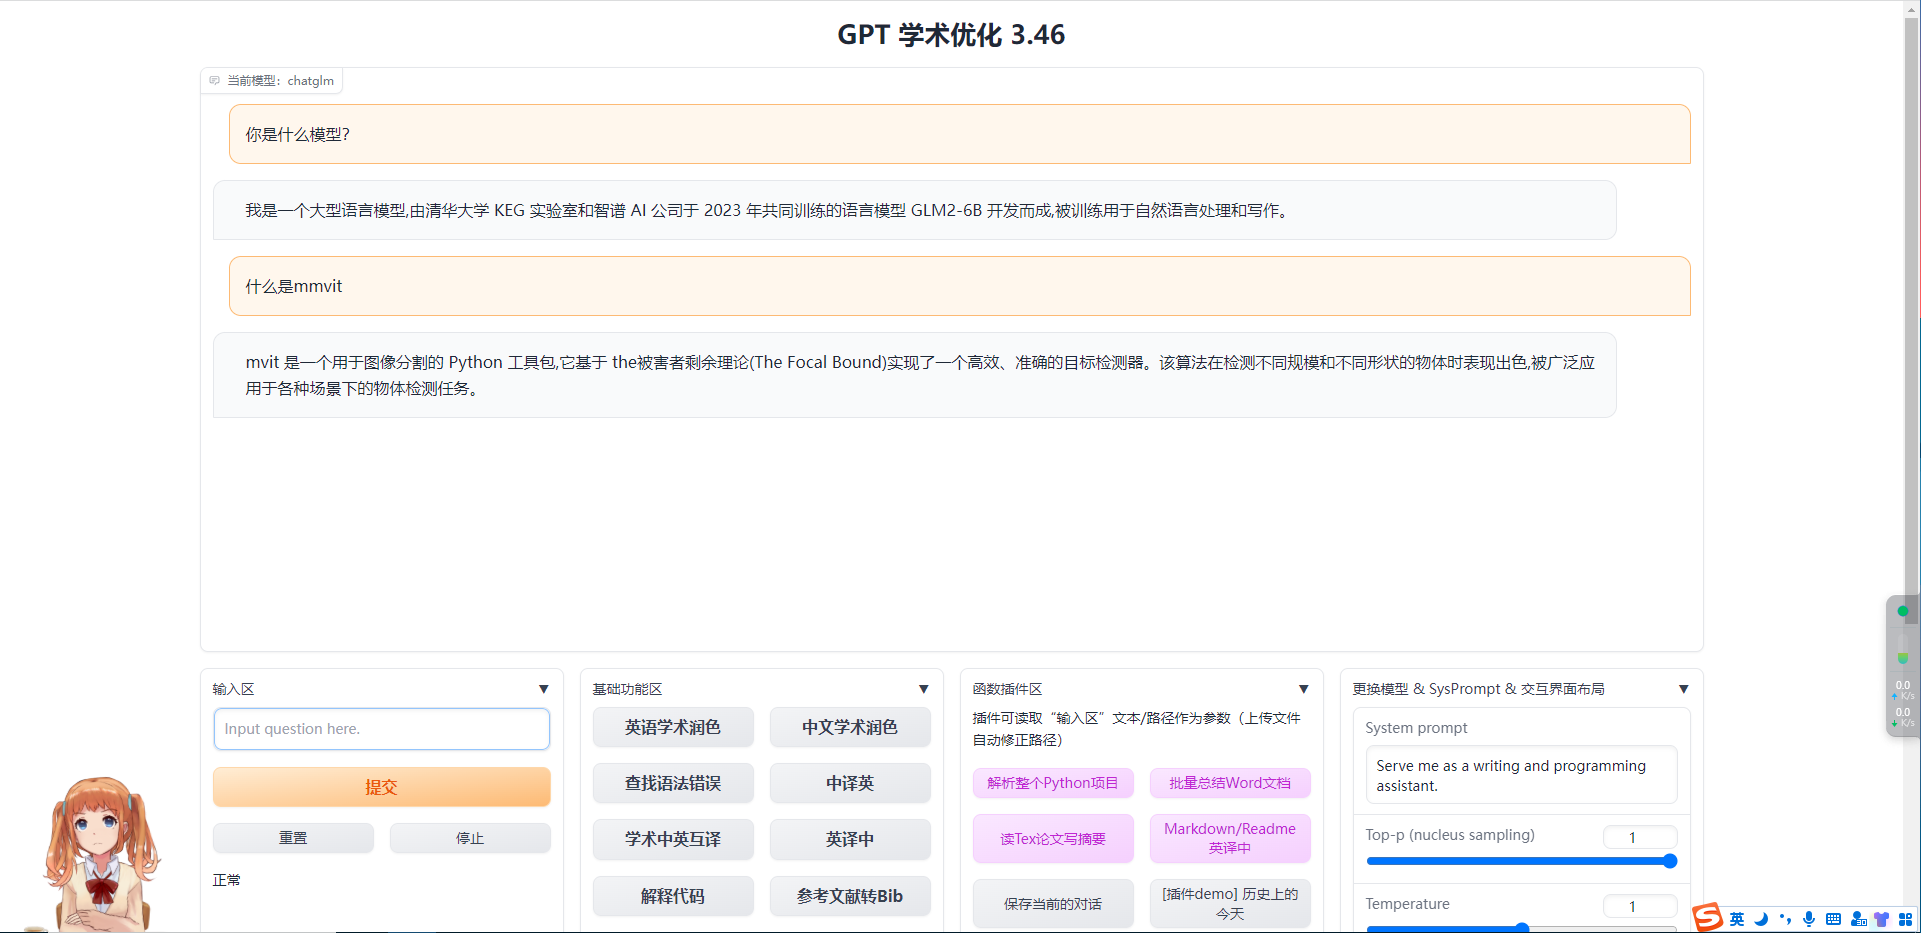 GPT 学术优化 3.46
当前模型：chatglm
你是什么模型?
我是一个大型语言模型,由清华大学 KEG 实验室和智谱 AI 公司于 2023 年共同训练的语言模型 GLM2-6B 开发而成,被训练用于自然语言处理和写作。
什么是mmvit
mvit 是一个用于图像分割的 Python 工具包,它基于 the被害者剩余理论(The Focal Bound)实现了一个高效、准确的目标检测器。该算法在检测不同规模和不同形状的物体时表现出色,被广泛应
用于各种场景下的物体检测任务。
输入区
Input question here.
提交
重置
停止
正常
基础功能区
英语学术润色
中文学术润色
查找语法错误
中译英
学术中英互译
英译中
解释代码
参考文献转Bib
函数插件区
插件可读取“输入区”文本/路径作为参数（上传文件
自动修正路径）
解析整个Python项目
批量总结Word文档
读Tex论文写摘要
Markdown/Readme
英译中
保存当前的对话
[插件demo] 历史上的
今天
更换模型 & SysPrompt & 交互界面布局
System prompt
Serve me as a writing and programming
assistant.
Top-p (nucleus sampling)
1
Temperature
1
0.0
K/s
0.0
K/s
英